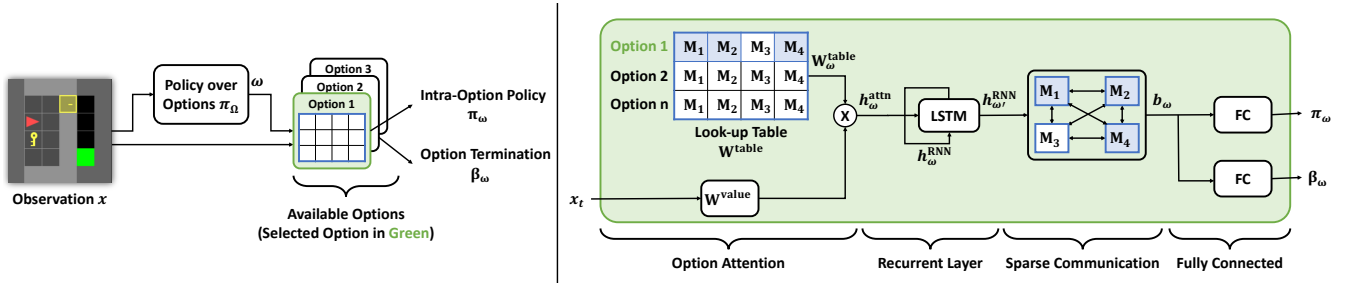 Policy over
Options π_Ω
ω
Option 3
Option 2
Option 1
Intra-Option Policy
π_ω
Option Termination
β_ω
Observation x
Available Options
(Selected Option in Green)
Option 1 M₁ M₂ M₃ M₄
Option 2 M₁ M₂ M₃ M₄
Option n M₁ M₂ M₃ M₄
Look-up Table
W^table
W_ω^table
X
h_ω^attn
LSTM
h_ω^RNN
h_ω′^RNN
M₁ M₂
M₃ M₄
b_ω
FC
π_ω
FC
β_ω
x_t
W^value
Option Attention
Recurrent Layer
Sparse Communication
Fully Connected